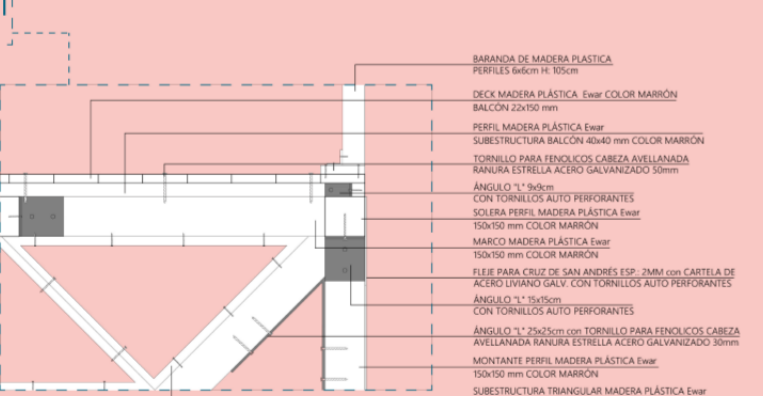 BARANDA DE MADERA PLASTICA
PERFILES 6x6cm H: 105cm
DECK MADERA PLÁSTICA Ewar COLOR MARRÓN
BALCÓN 22x150 mm
PERFIL MADERA PLÁSTICA Ewar
SUBESTRUCTURA BALCÓN 40x40 mm COLOR MARRÓN
TORNILLO PARA FENOLICOS CABEZA AVELLANADA
RANURA ESTRELLA ACERO GALVANIZADO 50mm
ÁNGULO "L" 9x9cm
CON TORNILLOS AUTO PERFORANTES
SOLERA PERFIL MADERA PLÁSTICA Ewar
150x150 mm COLOR MARRÓN
MARCO MADERA PLÁSTICA Ewar
150x150 mm COLOR MARRÓN
FLEJE PARA CRUZ DE SAN ANDRÉS ESP.: 2MM con CARTELA DE
ACERO LIVIANO GALV. CON TORNILLOS AUTO PERFORANTES
ÁNGULO "L" 15x15cm
CON TORNILLOS AUTO PERFORANTES
ÁNGULO "L" 25x25cm con TORNILLO PARA FENOLICOS CABEZA
AVELLANADA RANURA ESTRELLA ACERO GALVANIZADO 30mm
MONTANTE PERFIL MADERA PLÁSTICA Ewar
150x150 mm COLOR MARRÓN
SUBESTRUCTURA TRIANGULAR MADERA PLÁSTICA Ewar